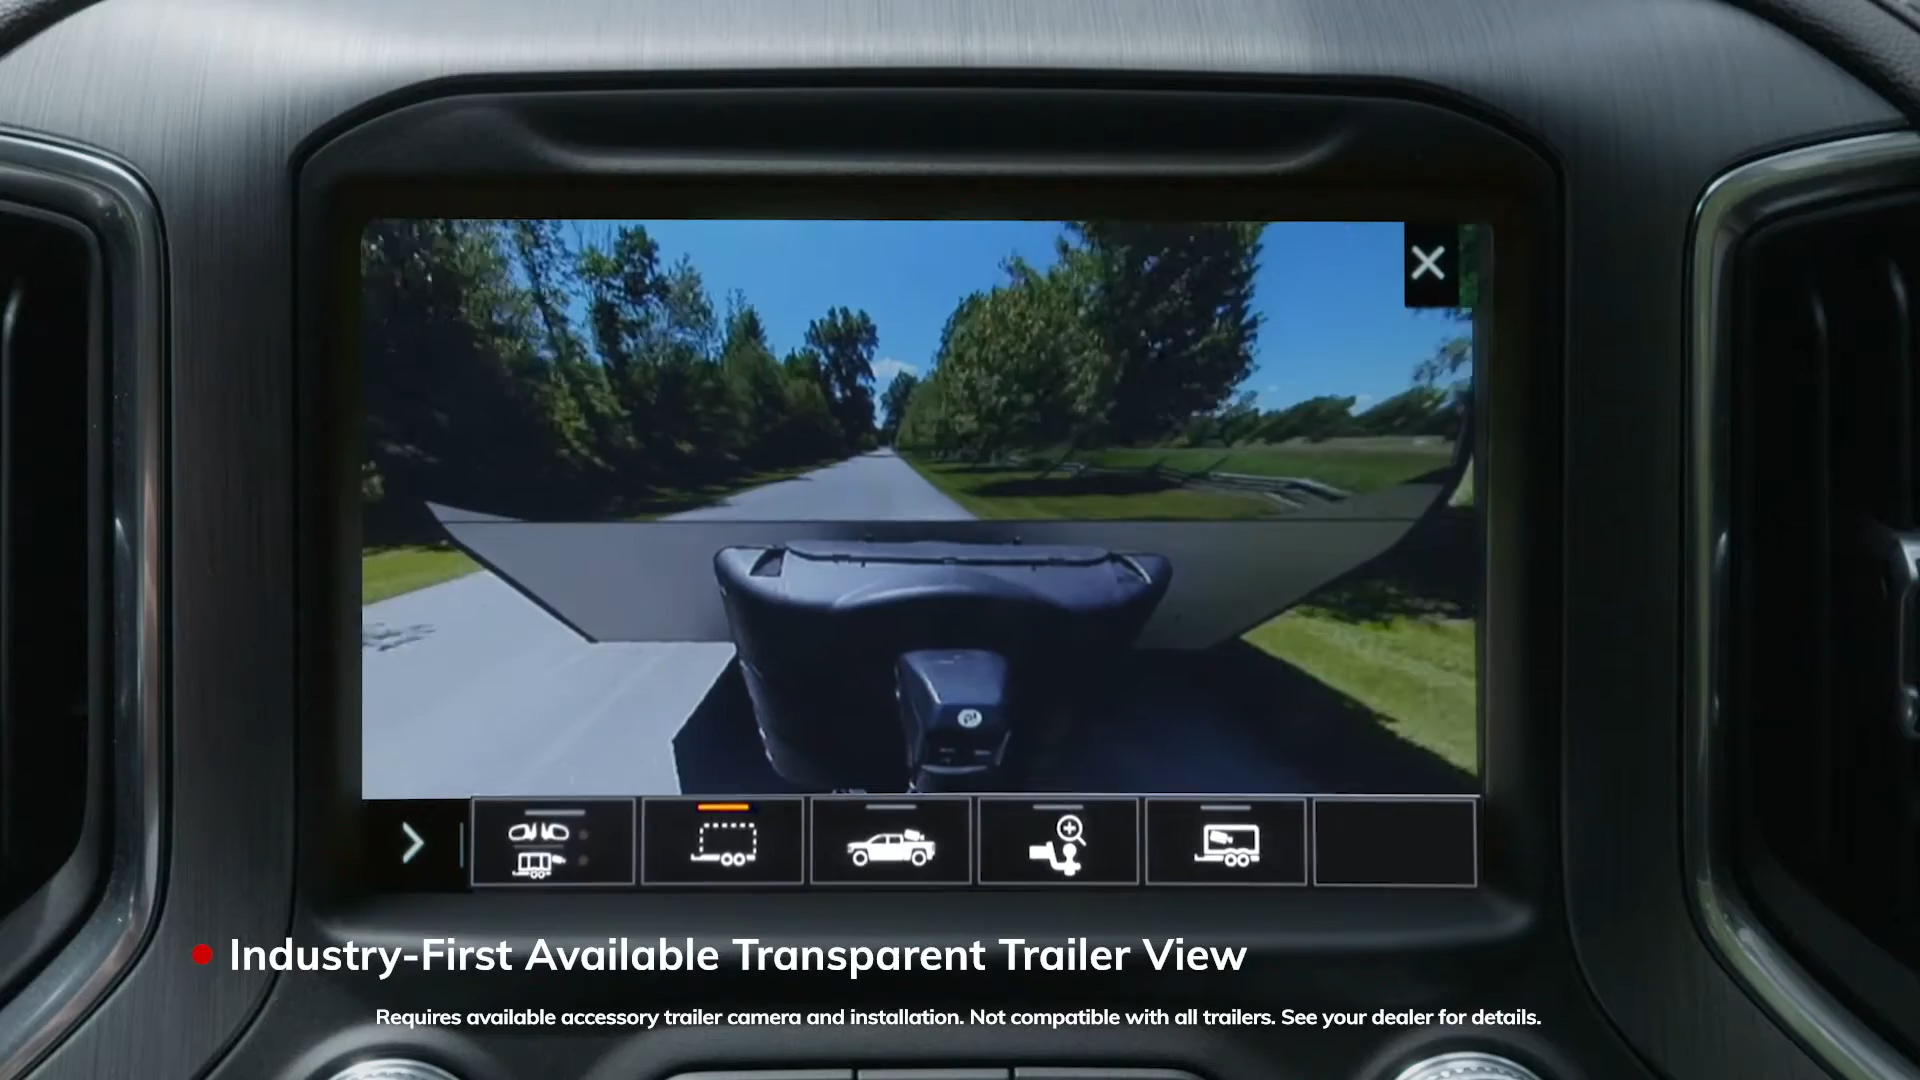 Industry-First Available Transparent Trailer View
Requires available accessory trailer camera and installation. Not compatible with all trailers. See your dealer for details.